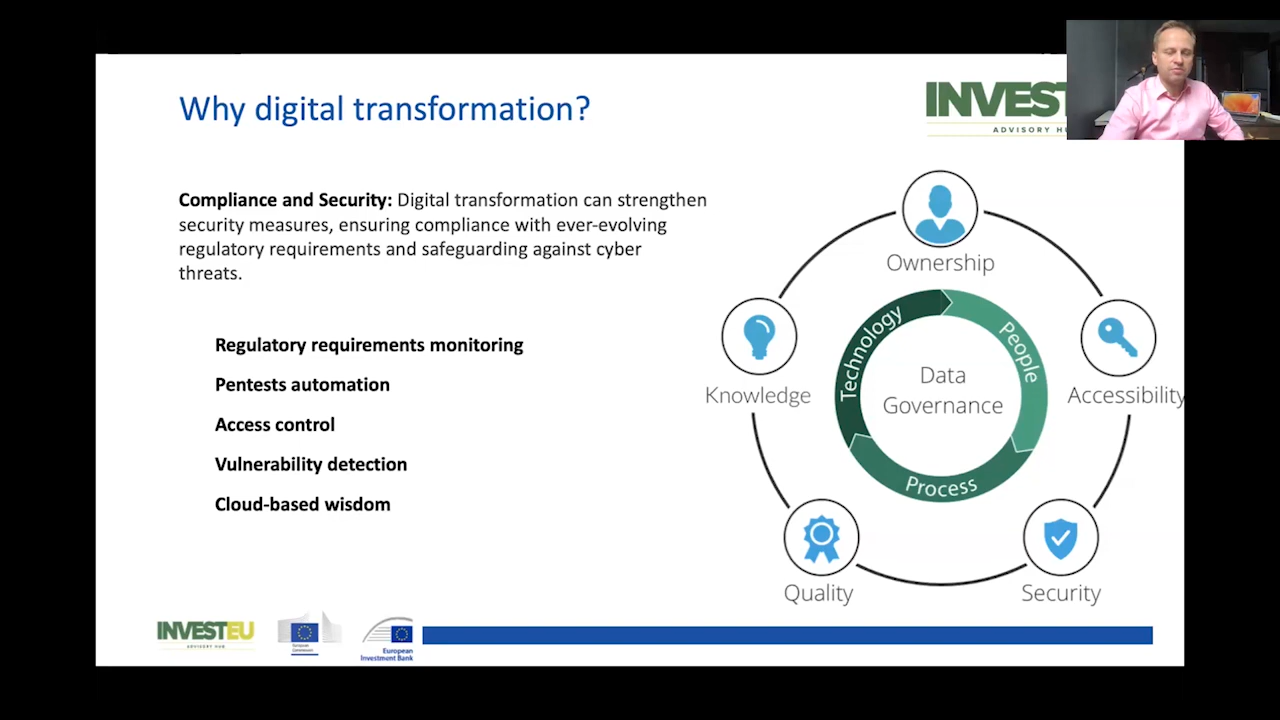 Why digital transformation?
INVEST
ADVISORY
Compliance and Security: Digital transformation can strengthen
security measures, ensuring compliance with ever-evolving
regulatory requirements and safeguarding against cyber
threats.
Regulatory requirements monitoring
Pentests automation
Access control
Vulnerability detection
Cloud-based wisdom
Ownership
Knowledge
Accessibility
Technology
People
Process
Data
Governance
Quality
Security
INVESTEU
ADVISORY HUB
European
Commission
European
Investment Bank